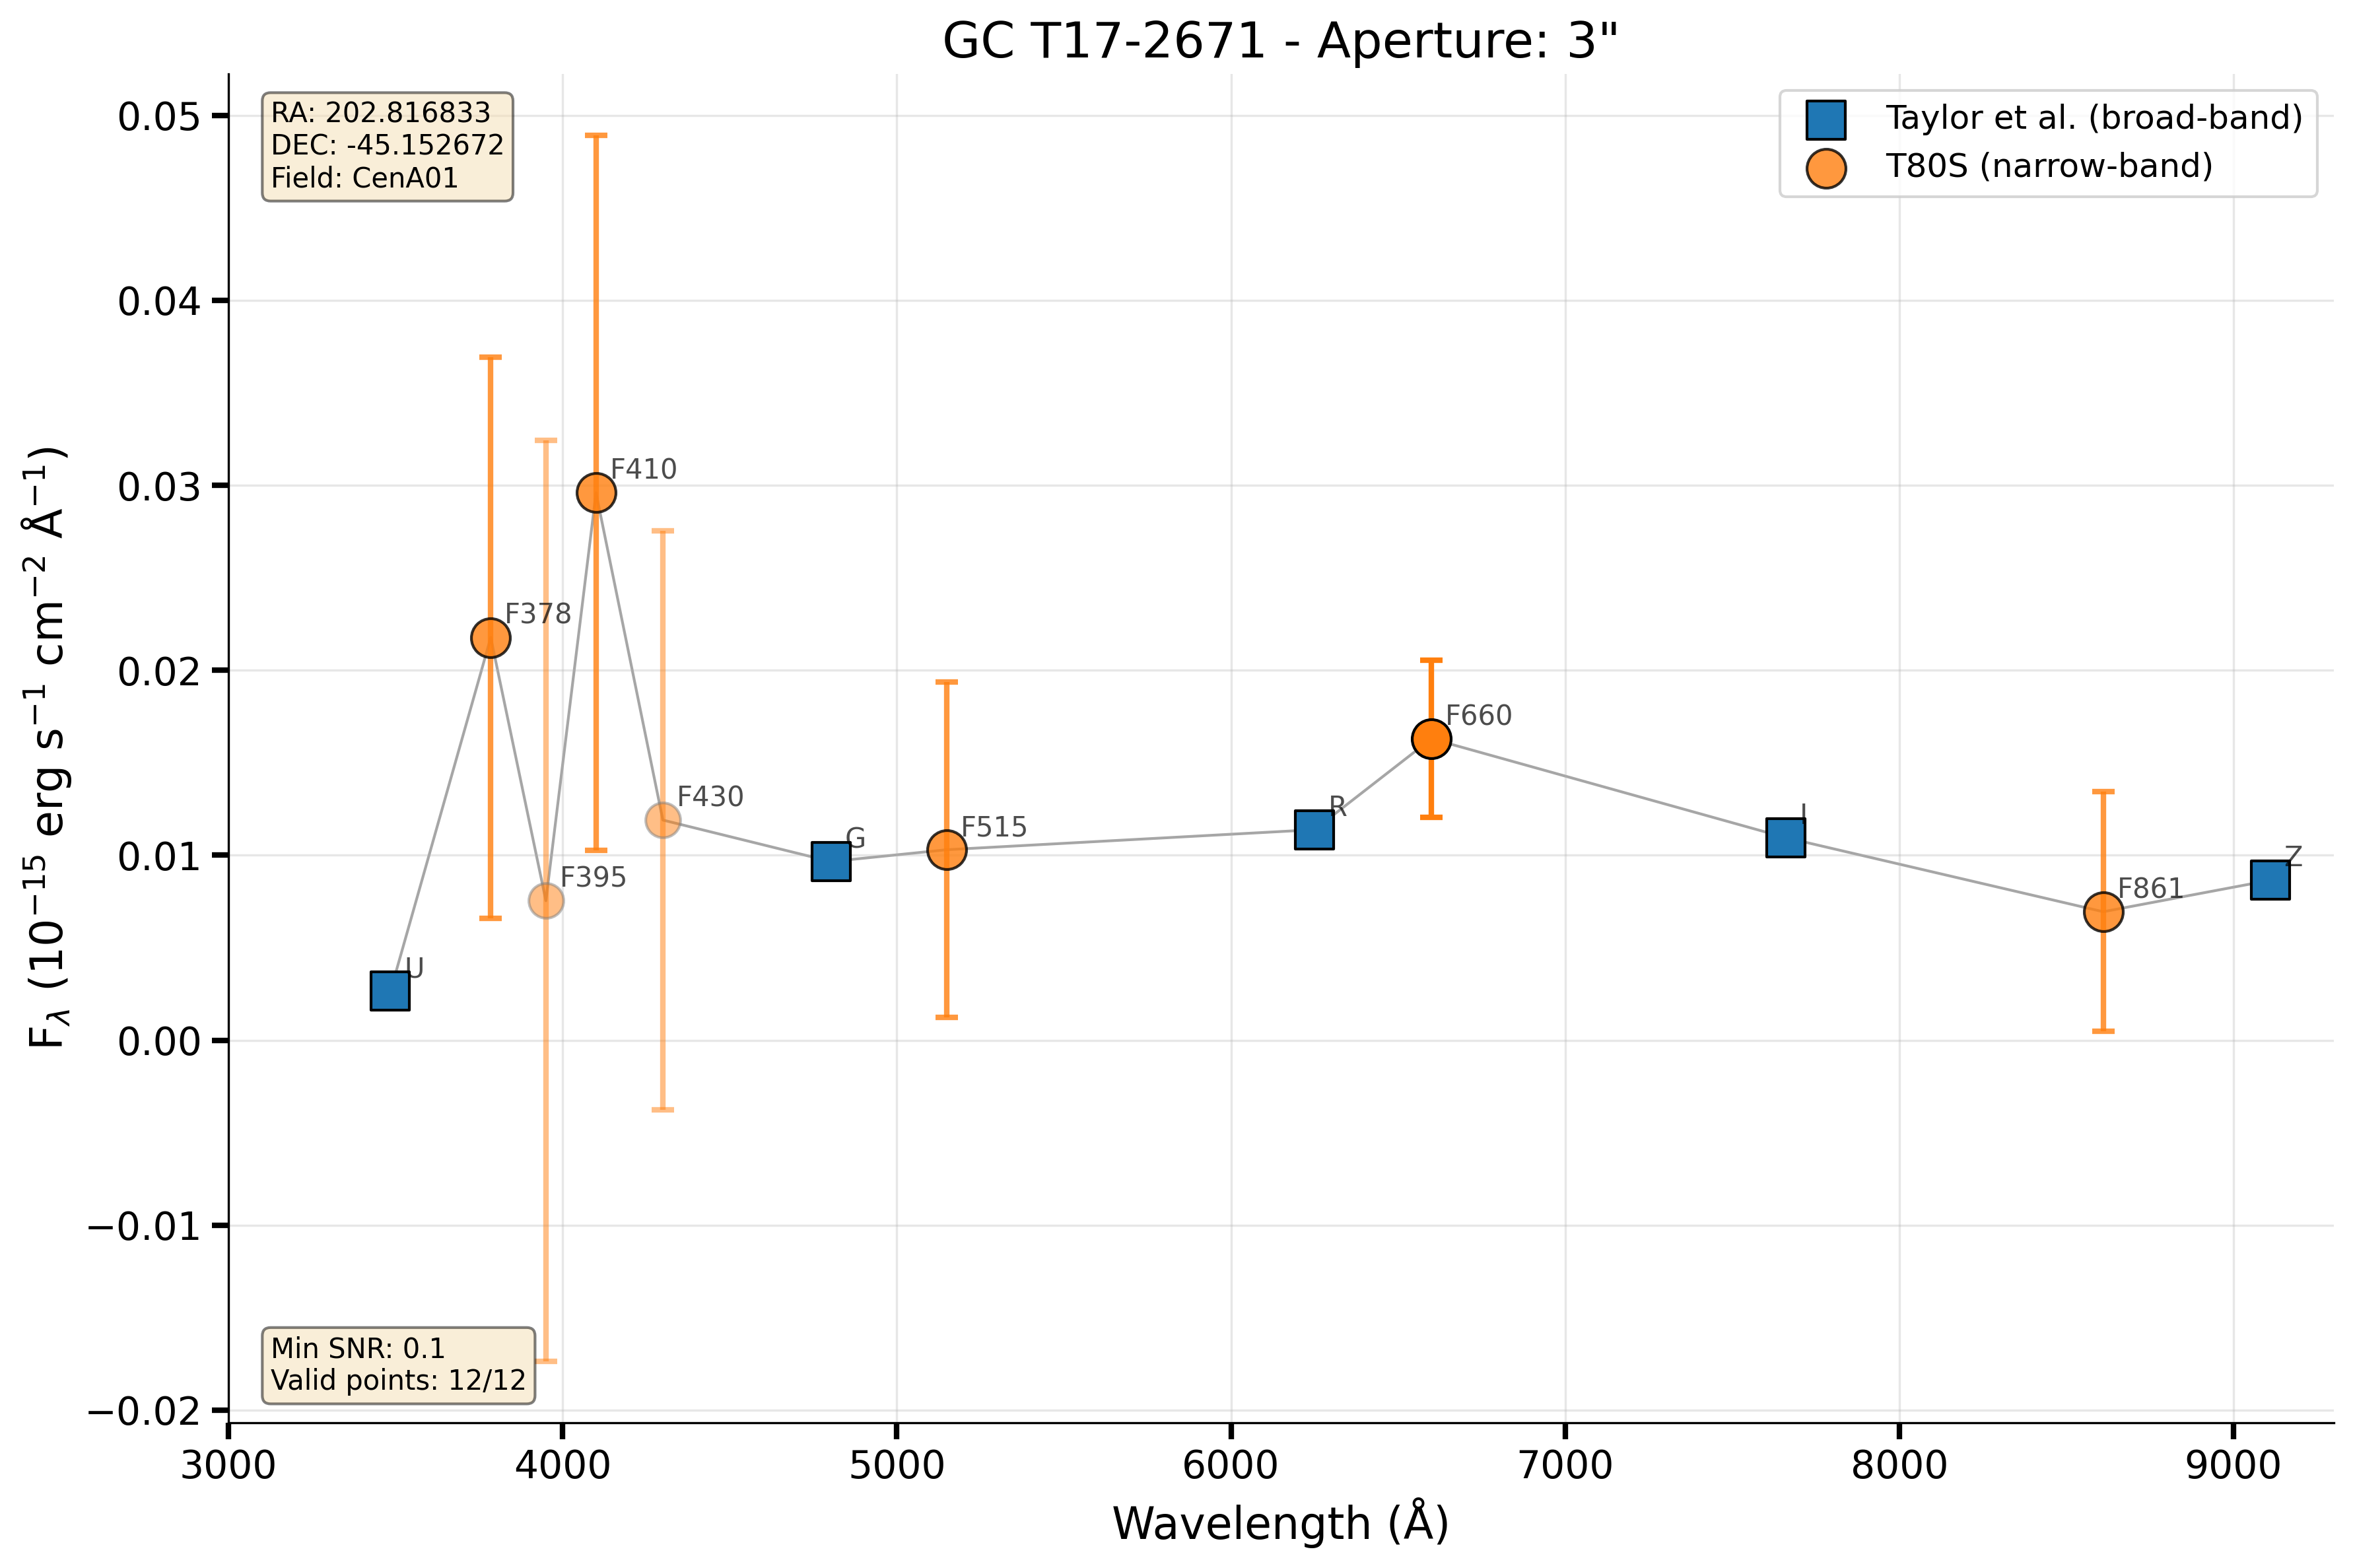 GC T17-2671 - Aperture: 3"
RA: 202.816833
DEC: -45.152672
Field: CenA01
Taylor et al. (broad-band)
T80S (narrow-band)
F_λ (10⁻¹⁵ erg s⁻¹ cm⁻² Å⁻¹)
0.05
0.04
0.03
0.02
0.01
0.00
−0.01
−0.02
U
F378
F395
F410
F430
G
F515
R
F660
I
F861
Z
Min SNR: 0.1
Valid points: 12/12
3000 4000 5000 6000 7000 8000 9000
Wavelength (Å)